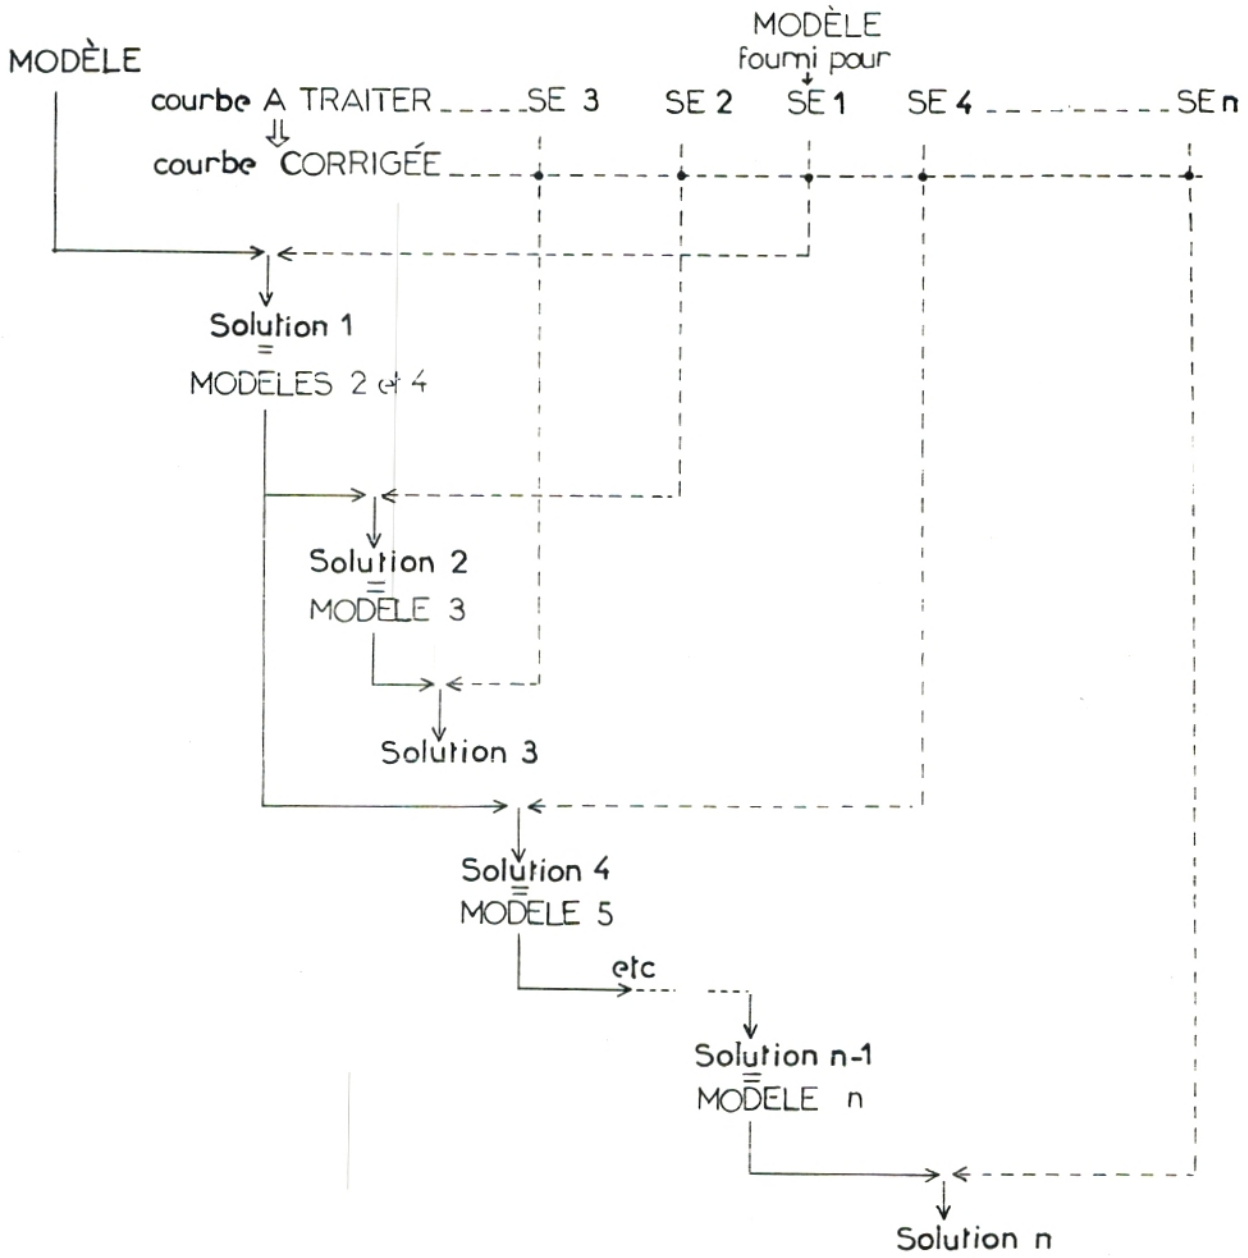 MODÈLE
fourni pour
MODÈLE
courbe A TRAITER SE 3 SE 2 SE 1 SE 4 SE n
courbe CORRIGÉE
Solution 1
=
MODELES 2 et 4
Solution 2
=
MODELE 3
Solution 3
Solution 4
=
MODELE 5
etc
Solution n-1
=
MODELE n
Solution n